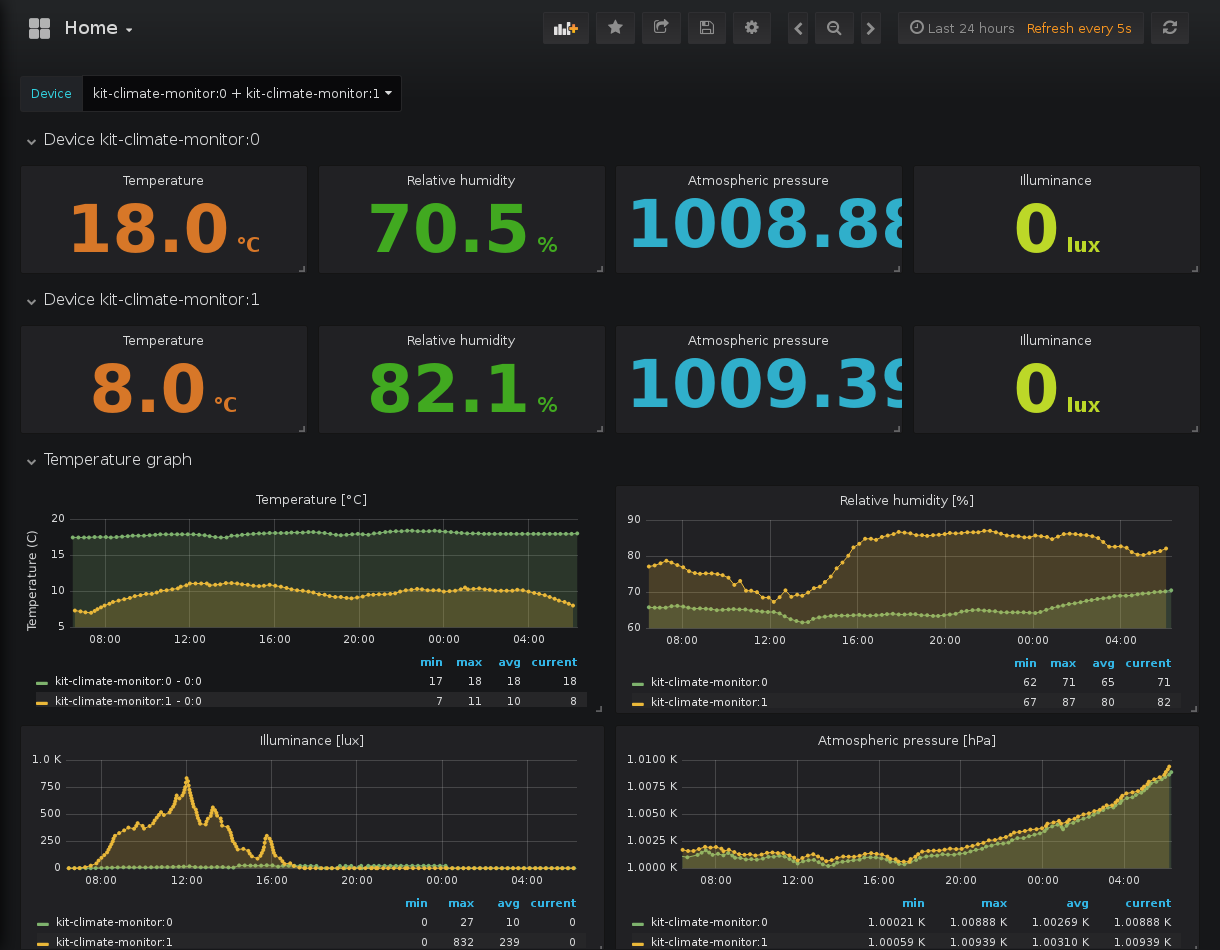 Home
Last 24 hours Refresh every 5s
Device kit-climate-monitor:0 + kit-climate-monitor:1
Device kit-climate-monitor:0
Temperature Relative humidity Atmospheric pressure Illuminance
18.0 °C 70.5 % 1008.88 0 lux
Device kit-climate-monitor:1
Temperature Relative humidity Atmospheric pressure Illuminance
8.0 °C 82.1 % 1009.39 0 lux
Temperature graph
Temperature [°C]
Temperature (C)
20
15
10
5
08:00 12:00 16:00 20:00 00:00 04:00
min max avg current
kit-climate-monitor:0 - 0:0 17 18 18 18
kit-climate-monitor:1 - 0:0 7 11 10 8
Relative humidity [%]
90
80
70
60
08:00 12:00 16:00 20:00 00:00 04:00
min max avg current
kit-climate-monitor:0 62 71 65 71
kit-climate-monitor:1 67 87 80 82
Illuminance [lux]
1.0 K
750
500
250
0
08:00 12:00 16:00 20:00 00:00 04:00
min max avg current
kit-climate-monitor:0 0 27 10 0
kit-climate-monitor:1 0 832 239 0
Atmospheric pressure [hPa]
1.0100 K
1.0075 K
1.0050 K
1.0025 K
1.0000 K
08:00 12:00 16:00 20:00 00:00 04:00
min max avg current
kit-climate-monitor:0 1.00021 K 1.00888 K 1.00269 K 1.00888 K
kit-climate-monitor:1 1.00059 K 1.00939 K 1.00310 K 1.00939 K